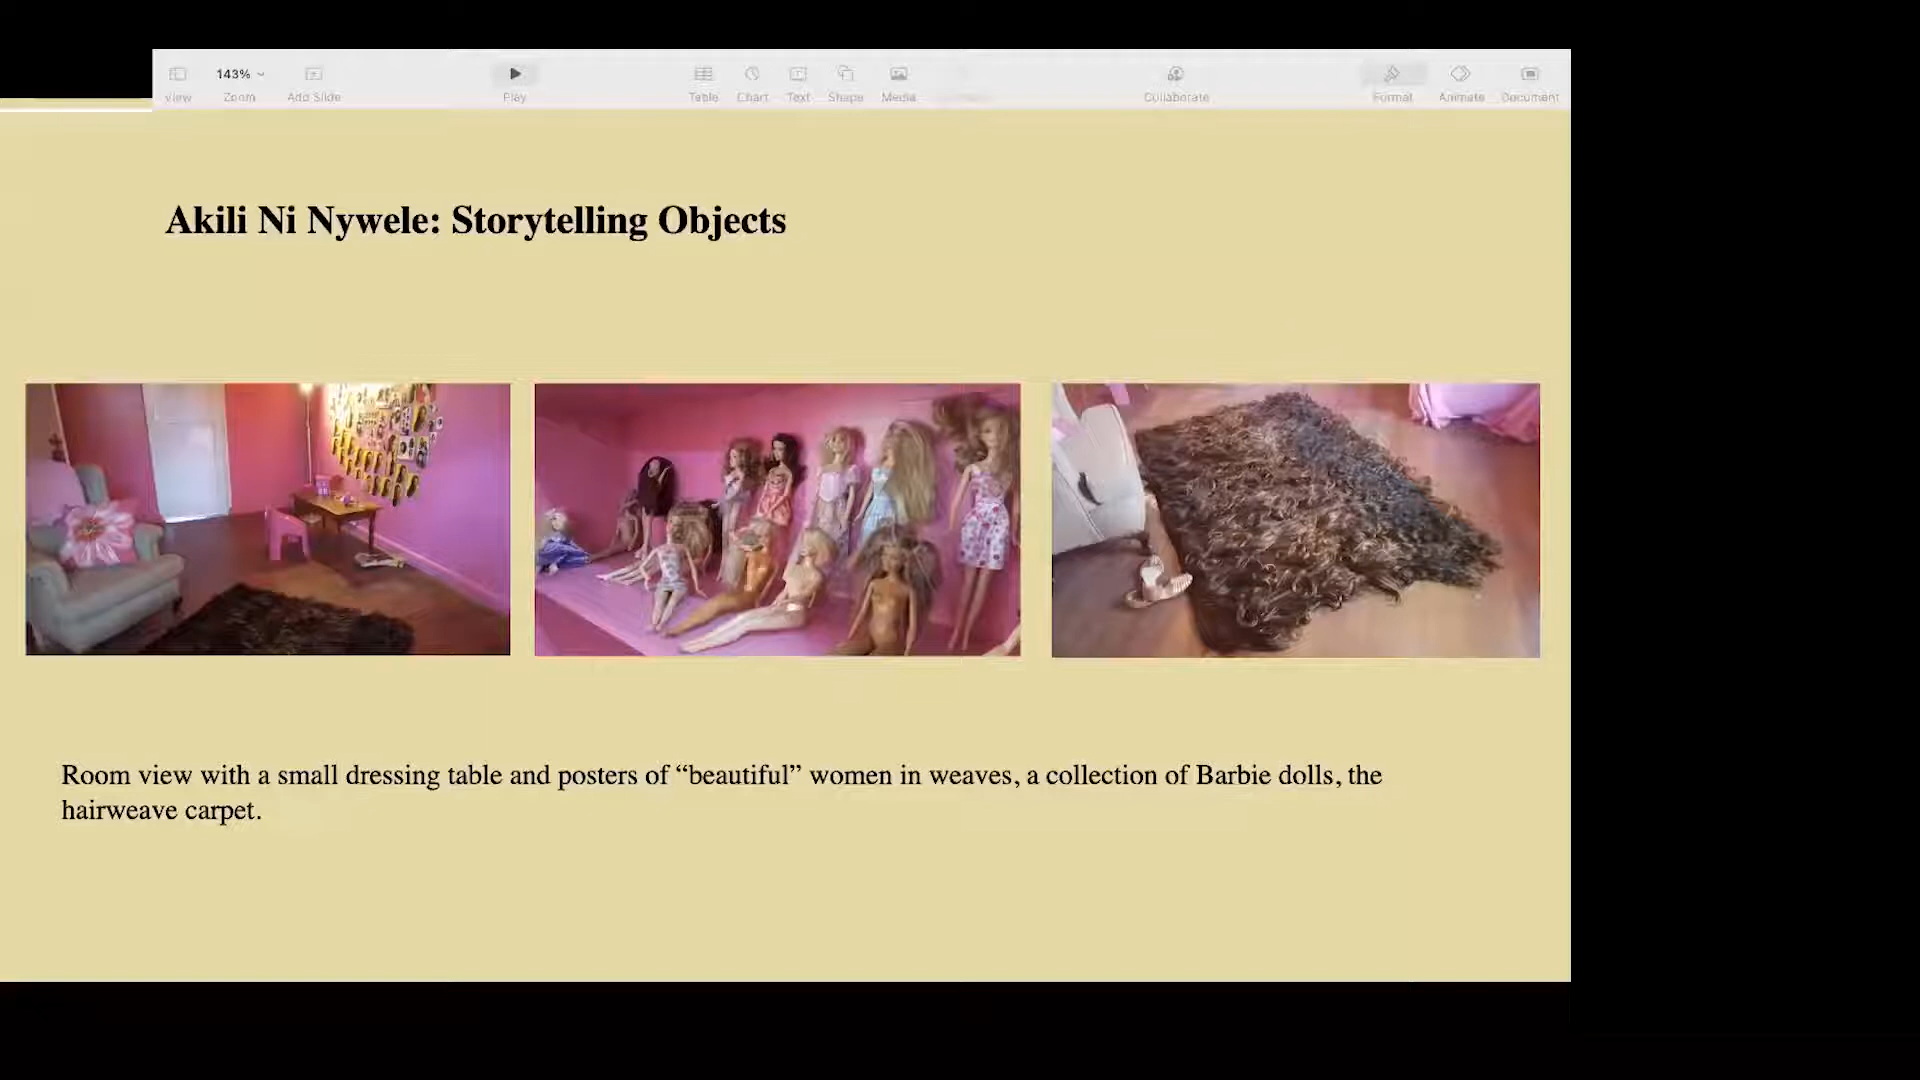 143%
View
Zoom
Add Slide
Play
Table
Chart
Text
Shape
Media
Collaborate
Format
Animate
Document
Akili Ni Nywele: Storytelling Objects
Room view with a small dressing table and posters of “beautiful” women in weaves, a collection of Barbie dolls, the
hairweave carpet.